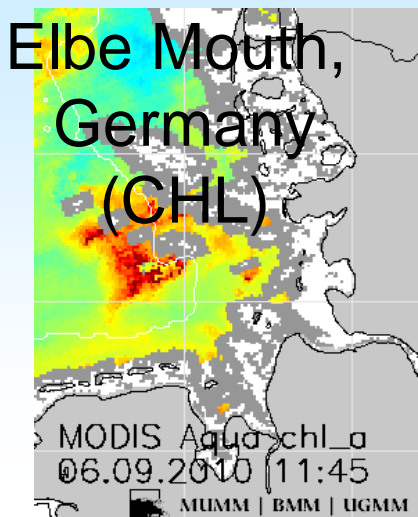 Elbe Mouth,
Germany
(CHL)
MODIS Aqua chl_a
06.09.2010 11:45
MUMM | BMM | UGMM